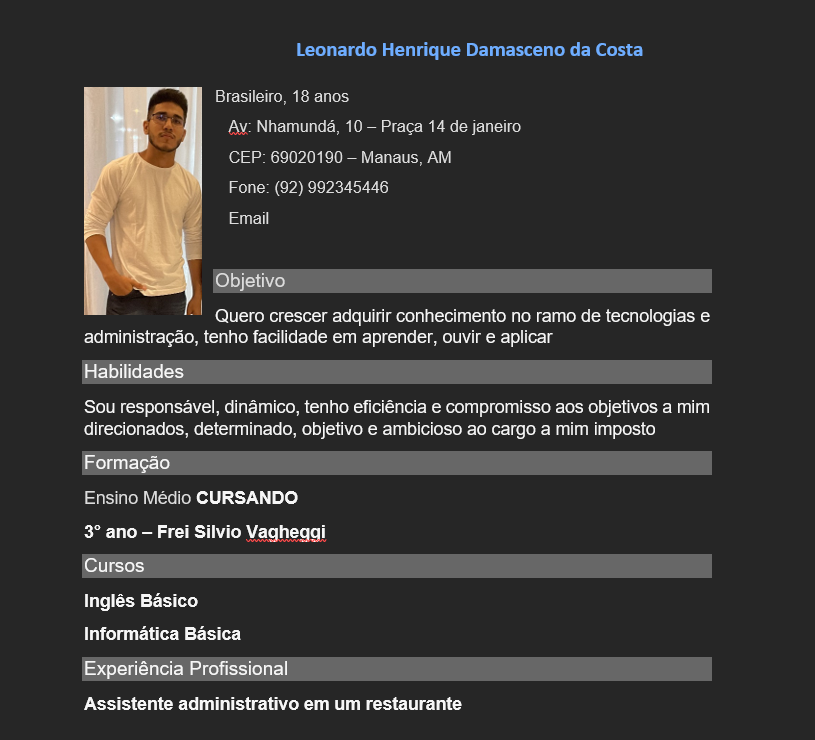 Leonardo Henrique Damasceno da Costa
Brasileiro, 18 anos
Av: Nhamundá, 10 – Praça 14 de janeiro
CEP: 69020190 – Manaus, AM
Fone: (92) 992345446
Email
Objetivo
Quero crescer adquirir conhecimento no ramo de tecnologias e
administração, tenho facilidade em aprender, ouvir e aplicar
Habilidades
Sou responsável, dinâmico, tenho eficiência e compromisso aos objetivos a mim
direcionados, determinado, objetivo e ambicioso ao cargo a mim imposto
Formação
Ensino Médio CURSANDO
3° ano – Frei Silvio Vagheggi
Cursos
Inglês Básico
Informática Básica
Experiência Profissional
Assistente administrativo em um restaurante